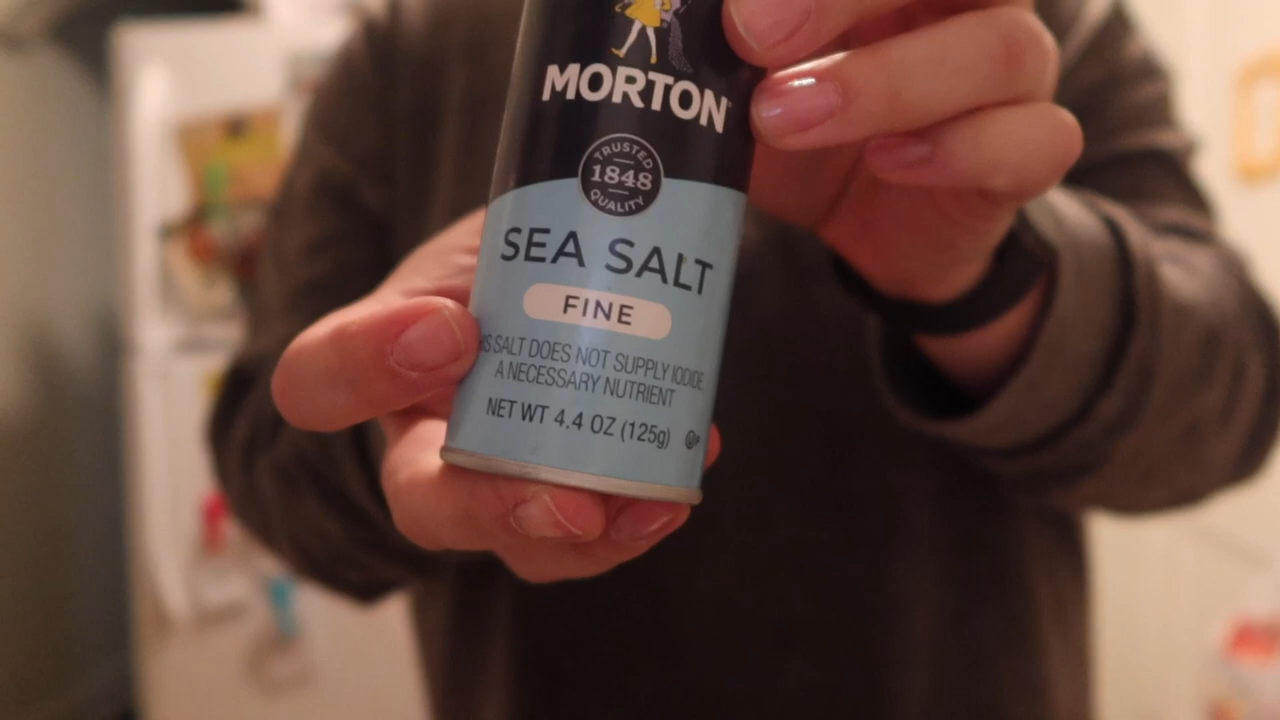 MORTON
TRUSTED
1848
QUALITY
SEA SALT
FINE
SALT DOES NOT SUPPLY IODIDE,
A NECESSARY NUTRIENT
NET WT 4.4 OZ (125g)